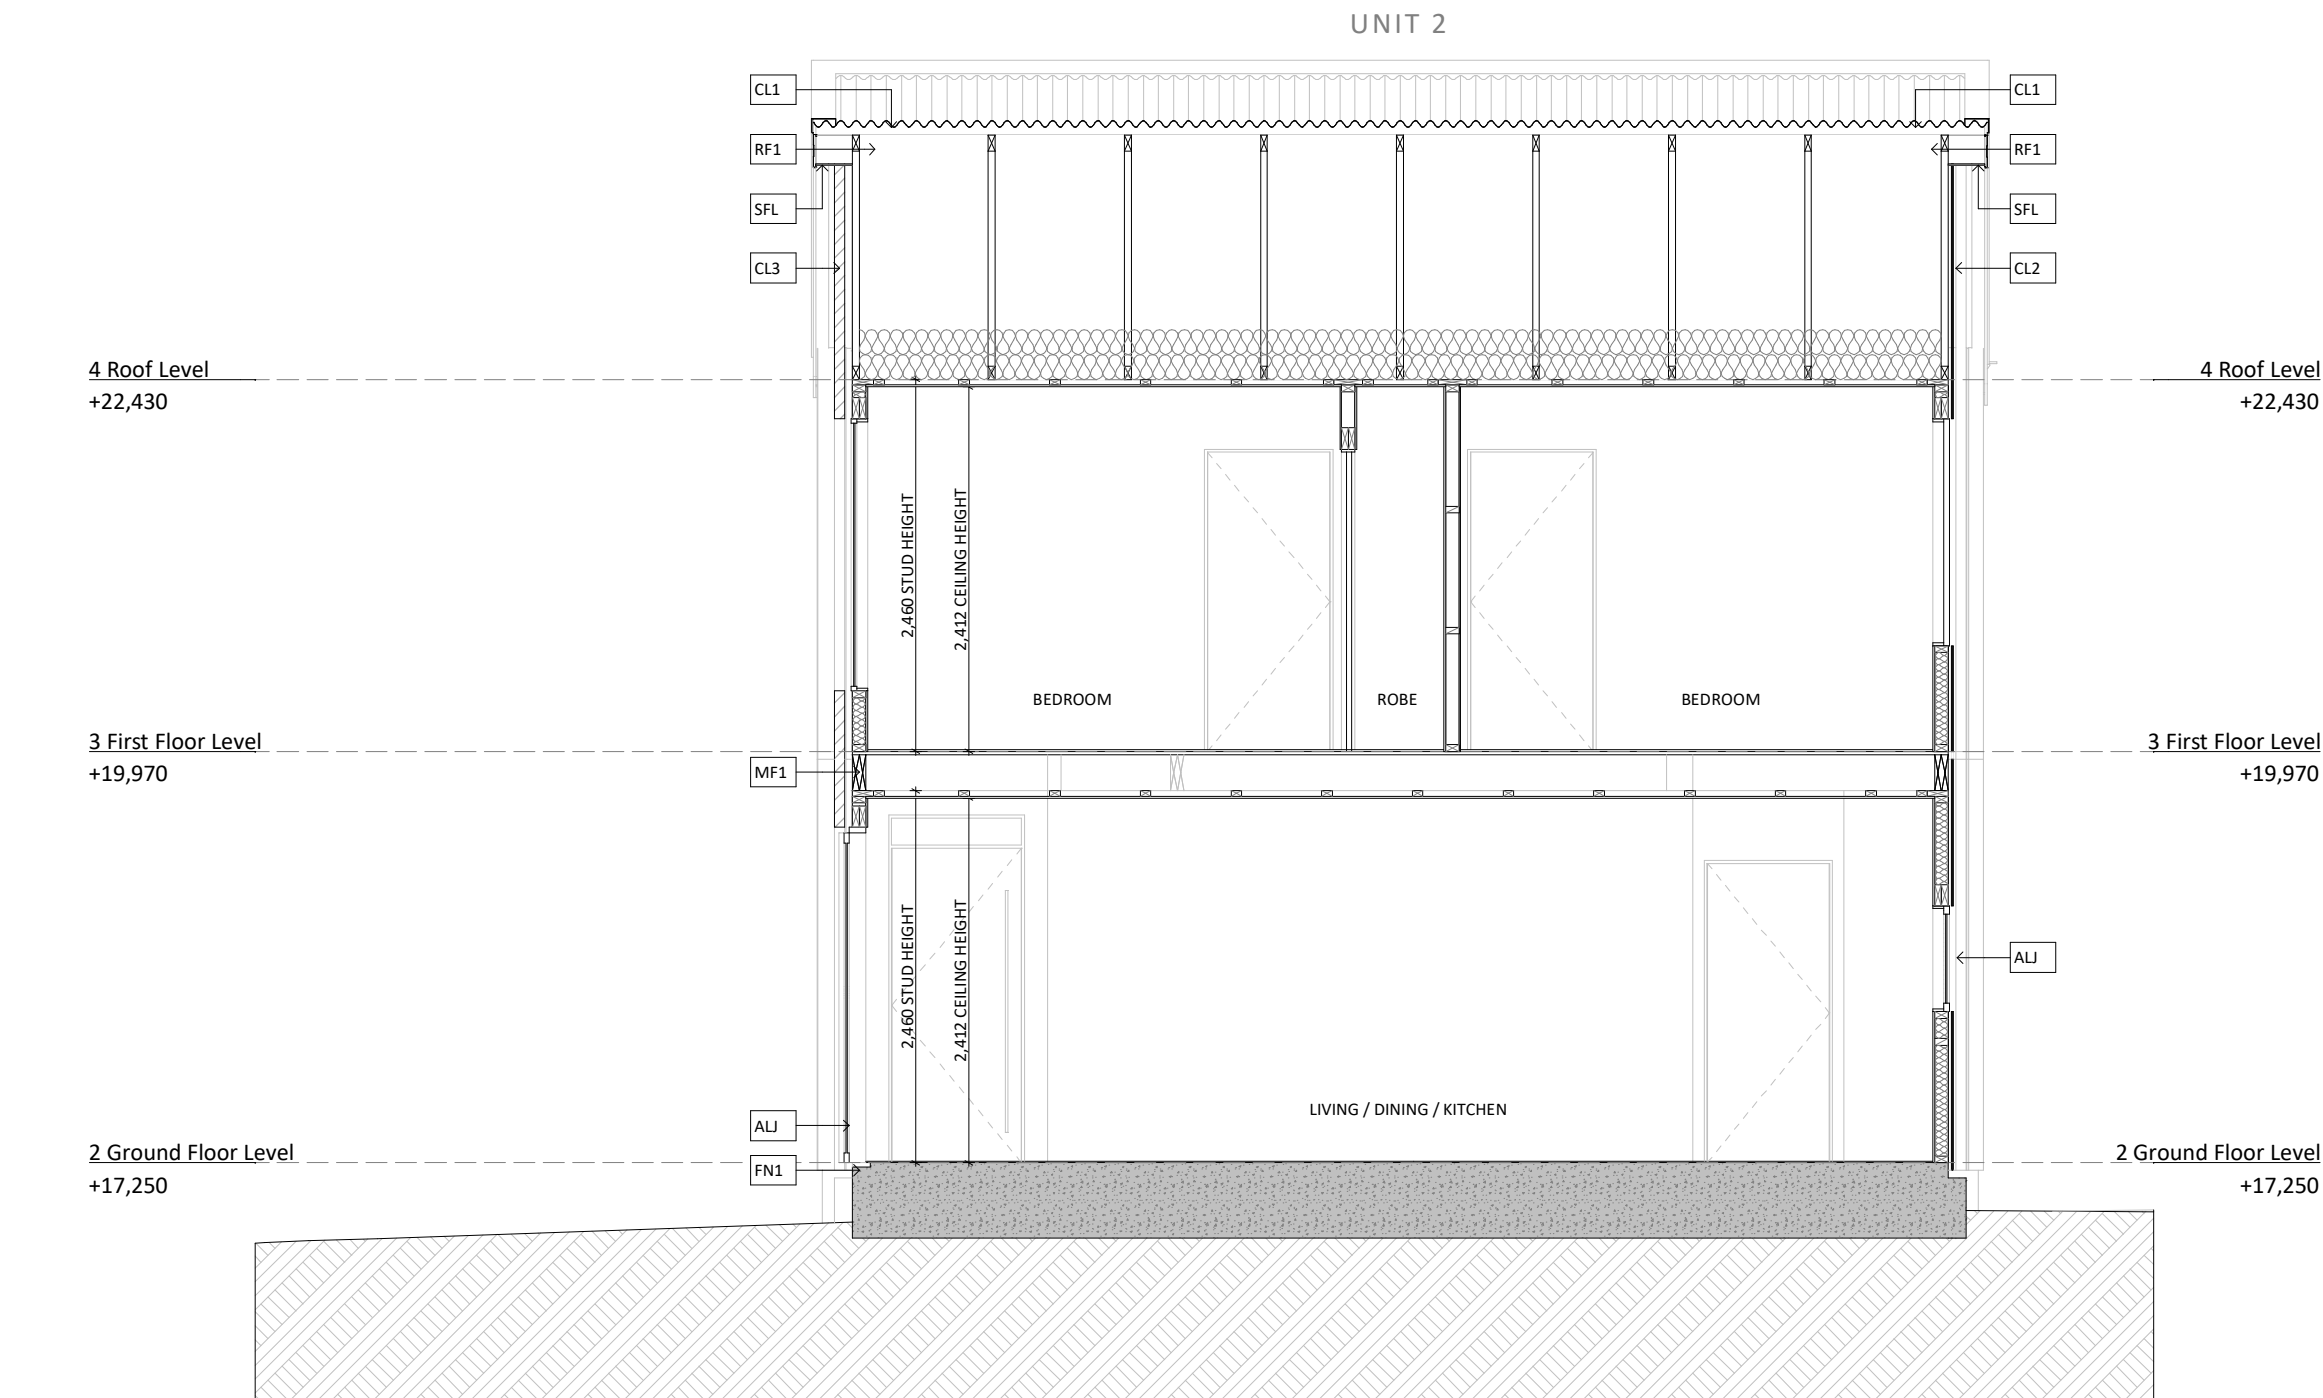 UNIT 2
CL1
CL1
RF1
RF1
SFL
SFL
CL3
CL2
4 Roof Level
+22,430
4 Roof Level
+22,430
2,460 STUD HEIGHT
2,412 CEILING HEIGHT
BEDROOM
ROBE
BEDROOM
3 First Floor Level
+19,970
3 First Floor Level
+19,970
MF1
2,460 STUD HEIGHT
2,412 CEILING HEIGHT
ALJ
LIVING / DINING / KITCHEN
ALJ
2 Ground Floor Level
+17,250
FN1
2 Ground Floor Level
+17,250